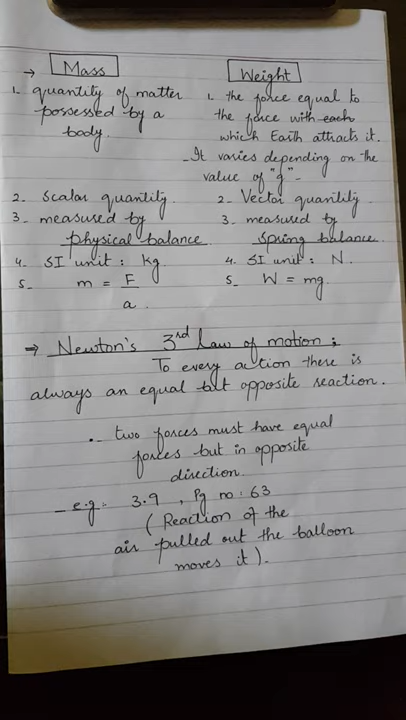 → Mass
1. quantity of matter
possessed by a
body.
2. Scalar quantity.
3. measured by
physical balance
4. SI unit : Kg
5. m = F
a.
Weight
1. the force equal to
the force with each
which Earth attracts it.
- It varies depending on the
value of "g" -
2. Vector quantity.
3. measured by
Spring balance.
4. SI unit : N.
5. W = mg.
→ Newton's 3rd Law of motion :
To every action there is
always an equal but opposite reaction.
.. two forces must have equal
forces but in opposite
direction.
- e.g:- 3.9 , Pg no : 63
(Reaction of the
air pulled out the balloon
moves it).